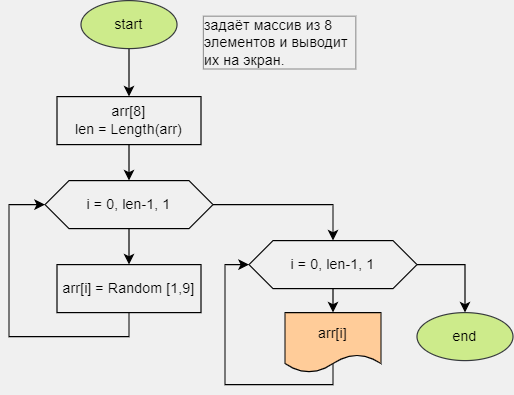 start
задаёт массив из 8
элементов и выводит
их на экран.
arr[8]
len = Length(arr)
i = 0, len-1, 1
arr[i] = Random [1,9]
i = 0, len-1, 1
arr[i]
end